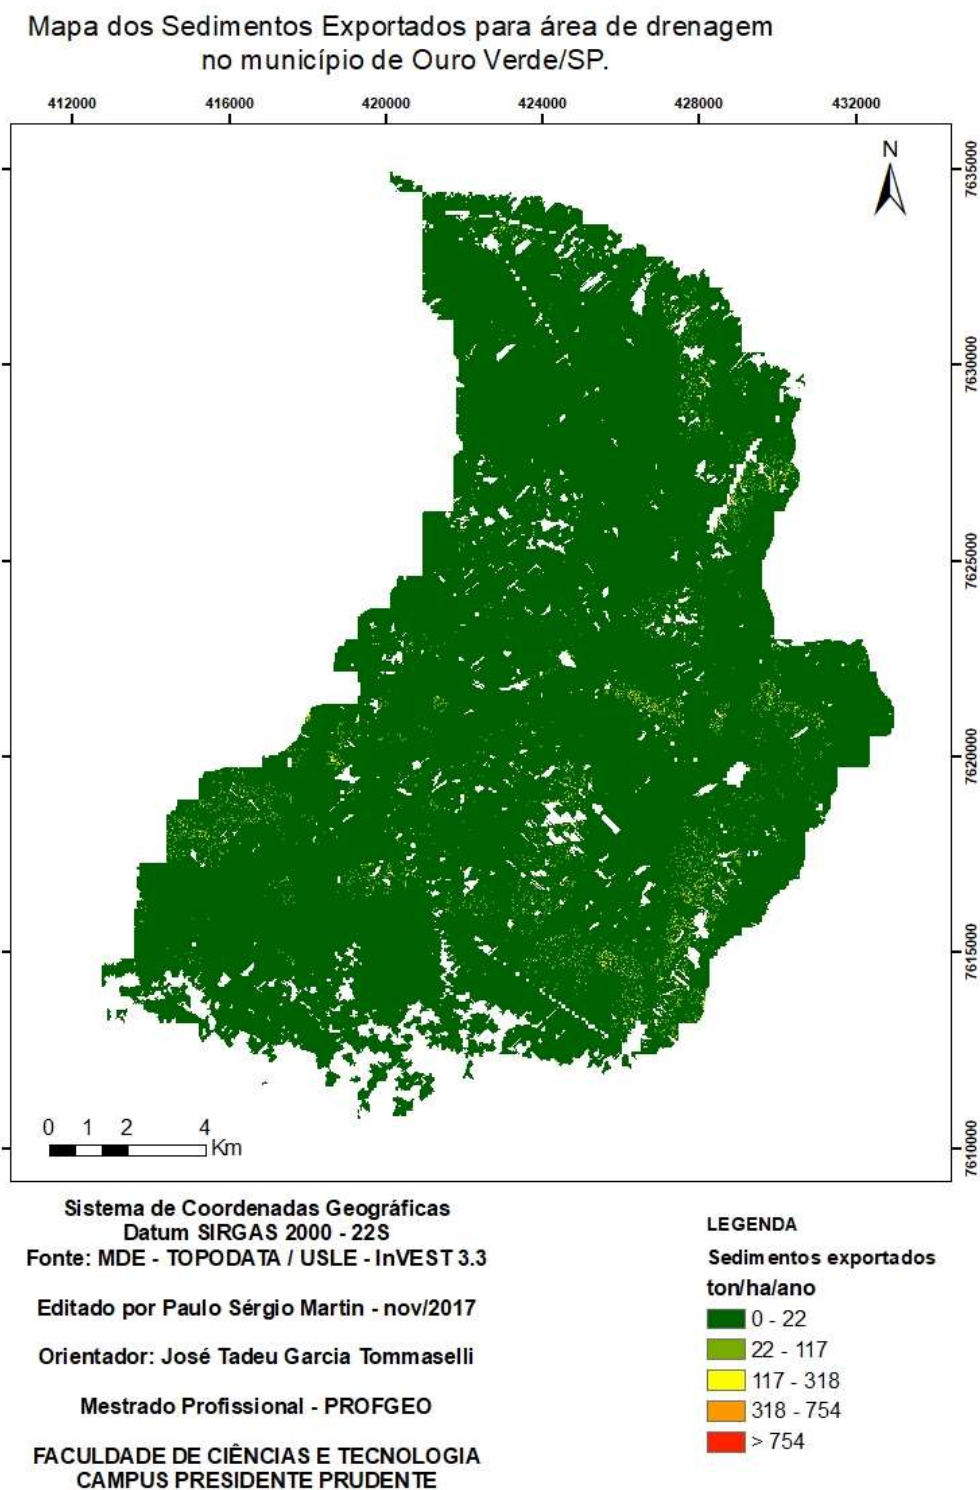 Mapa dos Sedimentos Exportados para área de drenagem
no município de Ouro Verde/SP.
412000 416000 420000 424000 428000 432000
N
7635000
7630000
7625000
7620000
7615000
7610000
0 1 2 4
Km
Sistema de Coordenadas Geográficas
Datum SIRGAS 2000 - 22S
Fonte: MDE - TOPODATA / USLE - InVEST 3.3
Editado por Paulo Sérgio Martin - nov/2017
Orientador: José Tadeu Garcia Tommaselli
Mestrado Profissional - PROFGEO
FACULDADE DE CIÊNCIAS E TECNOLOGIA
CAMPUS PRESIDENTE PRUDENTE
LEGENDA
Sedimentos exportados
ton/ha/ano
0 - 22
22 - 117
117 - 318
318 - 754
> 754